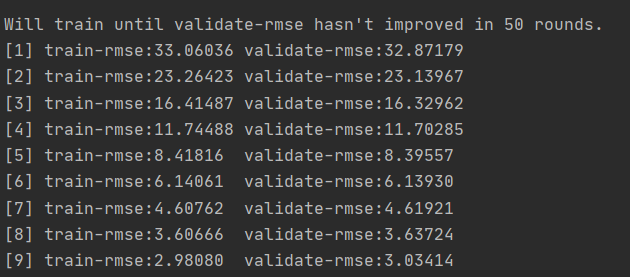 Will train until validate-rmse hasn't improved in 50 rounds.
[1] train-rmse:33.06036 validate-rmse:32.87179
[2] train-rmse:23.26423 validate-rmse:23.13967
[3] train-rmse:16.41487 validate-rmse:16.32962
[4] train-rmse:11.74488 validate-rmse:11.70285
[5] train-rmse:8.41816  validate-rmse:8.39557
[6] train-rmse:6.14061  validate-rmse:6.13930
[7] train-rmse:4.60762  validate-rmse:4.61921
[8] train-rmse:3.60666  validate-rmse:3.63724
[9] train-rmse:2.98080  validate-rmse:3.03414